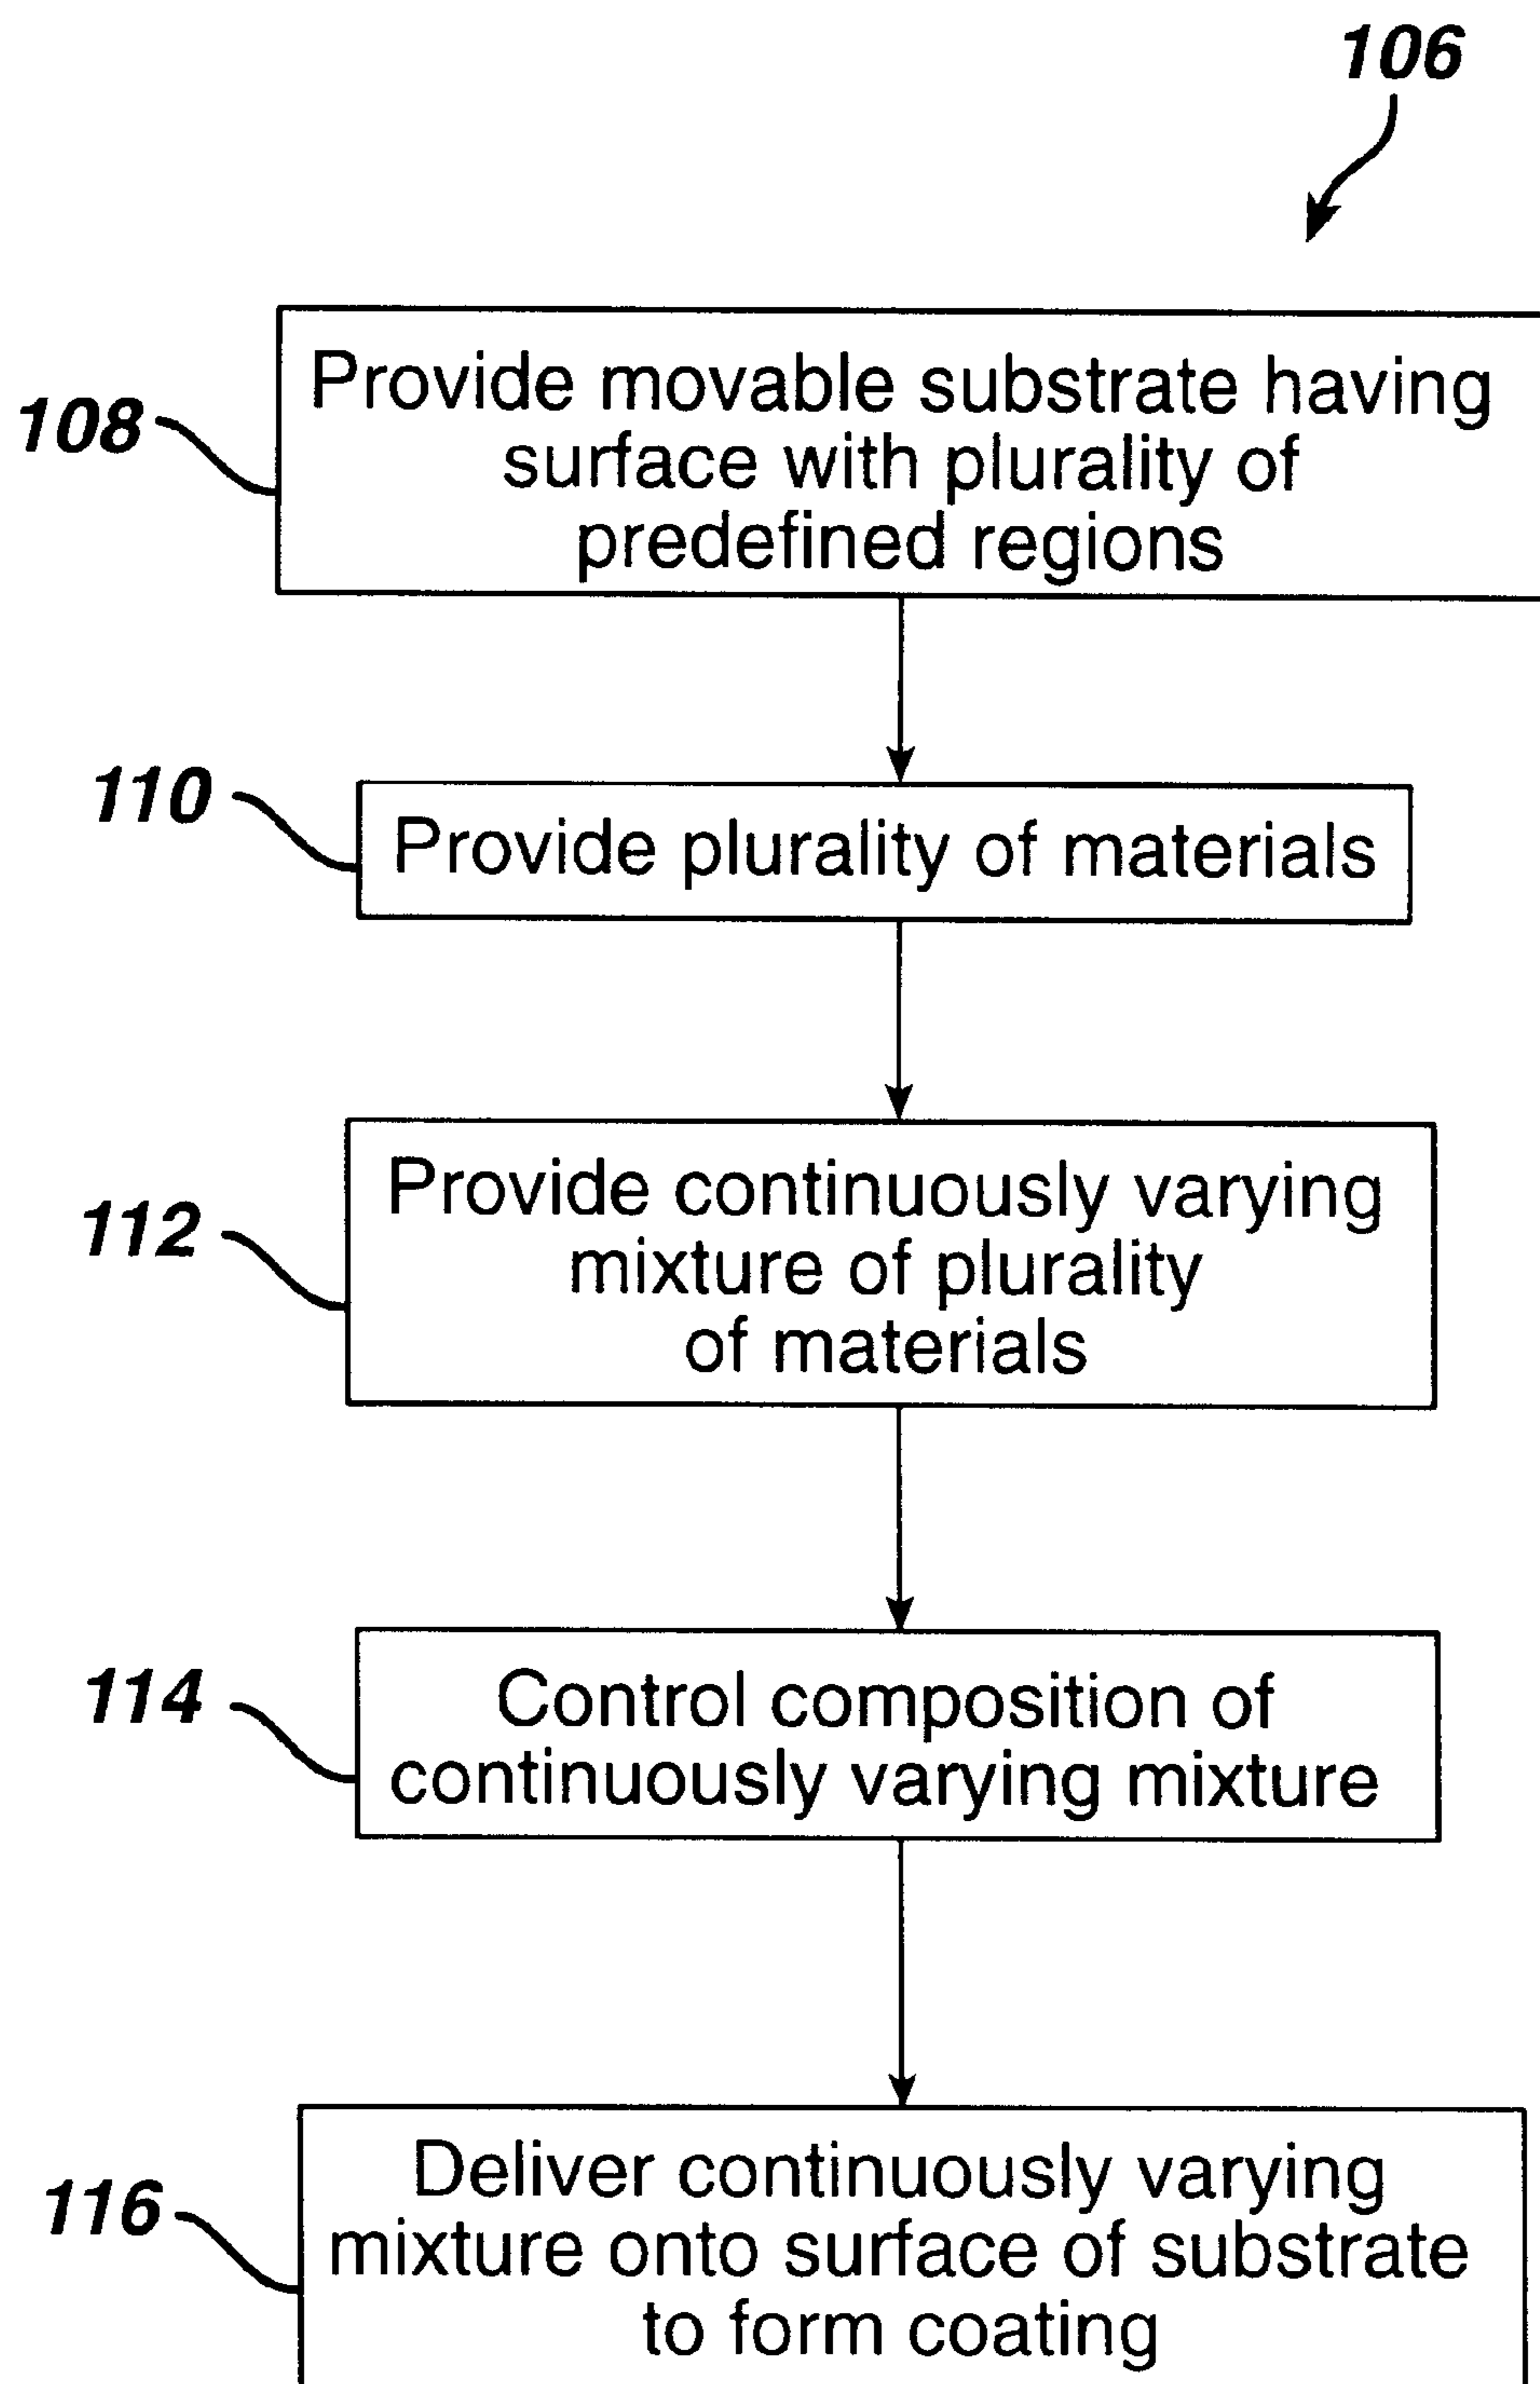 106
108
Provide movable substrate having
surface with plurality of
predefined regions
110
Provide plurality of materials
112
Provide continuously varying
mixture of plurality
of materials
114
Control composition of
continuously varying mixture
116
Deliver continuously varying
mixture onto surface of substrate
to form coating